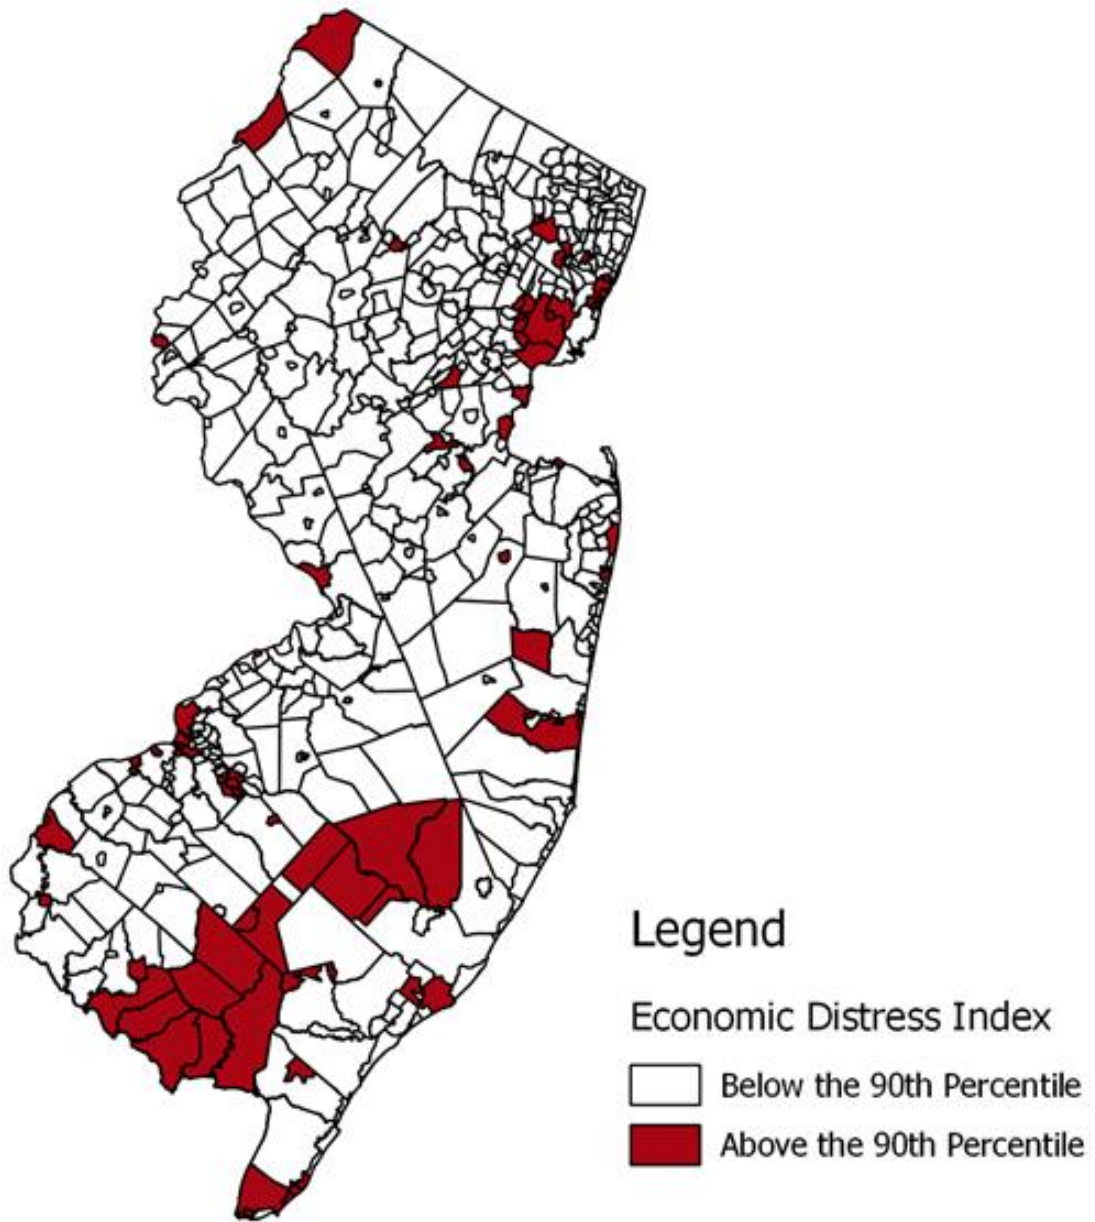 Legend
Economic Distress Index
Below the 90th Percentile
Above the 90th Percentile